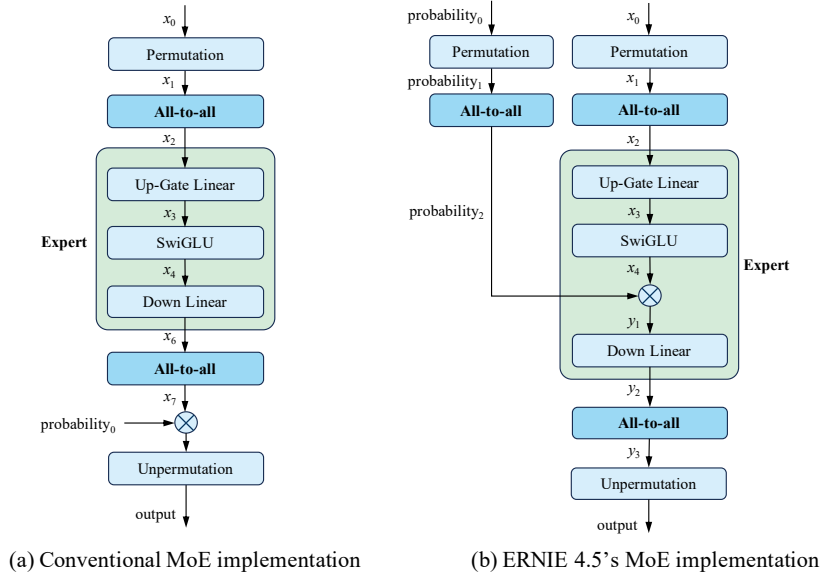 x0
Permutation
x1
All-to-all
x2
Expert
Up-Gate Linear
x3
SwiGLU
x4
Down Linear
x6
All-to-all
x7
probability0
Unpermutation
output
(a) Conventional MoE implementation
probability0
x0
Permutation
Permutation
probability1
x1
All-to-all
All-to-all
x2
Up-Gate Linear
probability2
x3
SwiGLU
Expert
x4
y1
Down Linear
y2
All-to-all
y3
Unpermutation
output
(b) ERNIE 4.5's MoE implementation